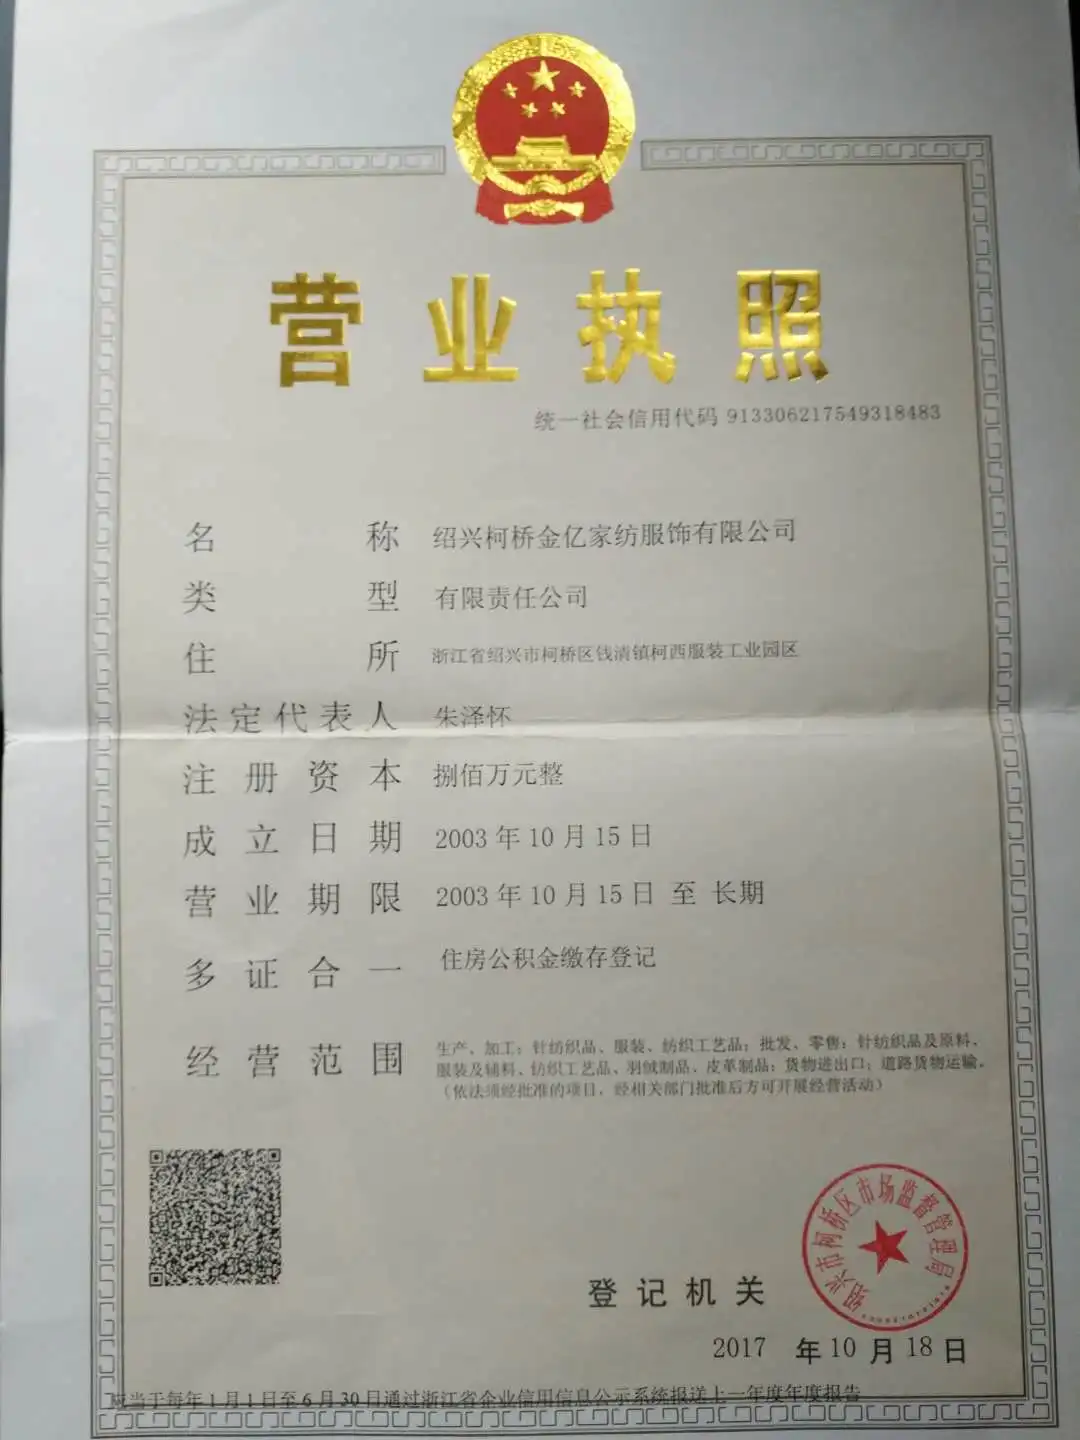 营业执照
统一社会信用代码 913306217549318483
名称 绍兴柯桥金亿家纺服饰有限公司
类型 有限责任公司
住所 浙江省绍兴市柯桥区钱清镇柯西服装工业园区
法定代表人 朱泽怀
注册资本 捌佰万元整
成立日期 2003年10月15日
营业期限 2003年10月15日 至 长期
多证合一 住房公积金缴存登记
经营范围 生产、加工：针纺织品、服装、纺织工艺品；批发、零售：针纺织品及原料、
服装及辅料、纺织工艺品、羽绒制品、皮革制品；货物进出口；道路货物运输。
（依法须经批准的项目，经相关部门批准后方可开展经营活动）
绍兴市柯桥区市场监督管理局
登记机关
2017 年10 月18 日
应当于每年1月1日至6月30日通过浙江省企业信用信息公示系统报送上一年度年度报告